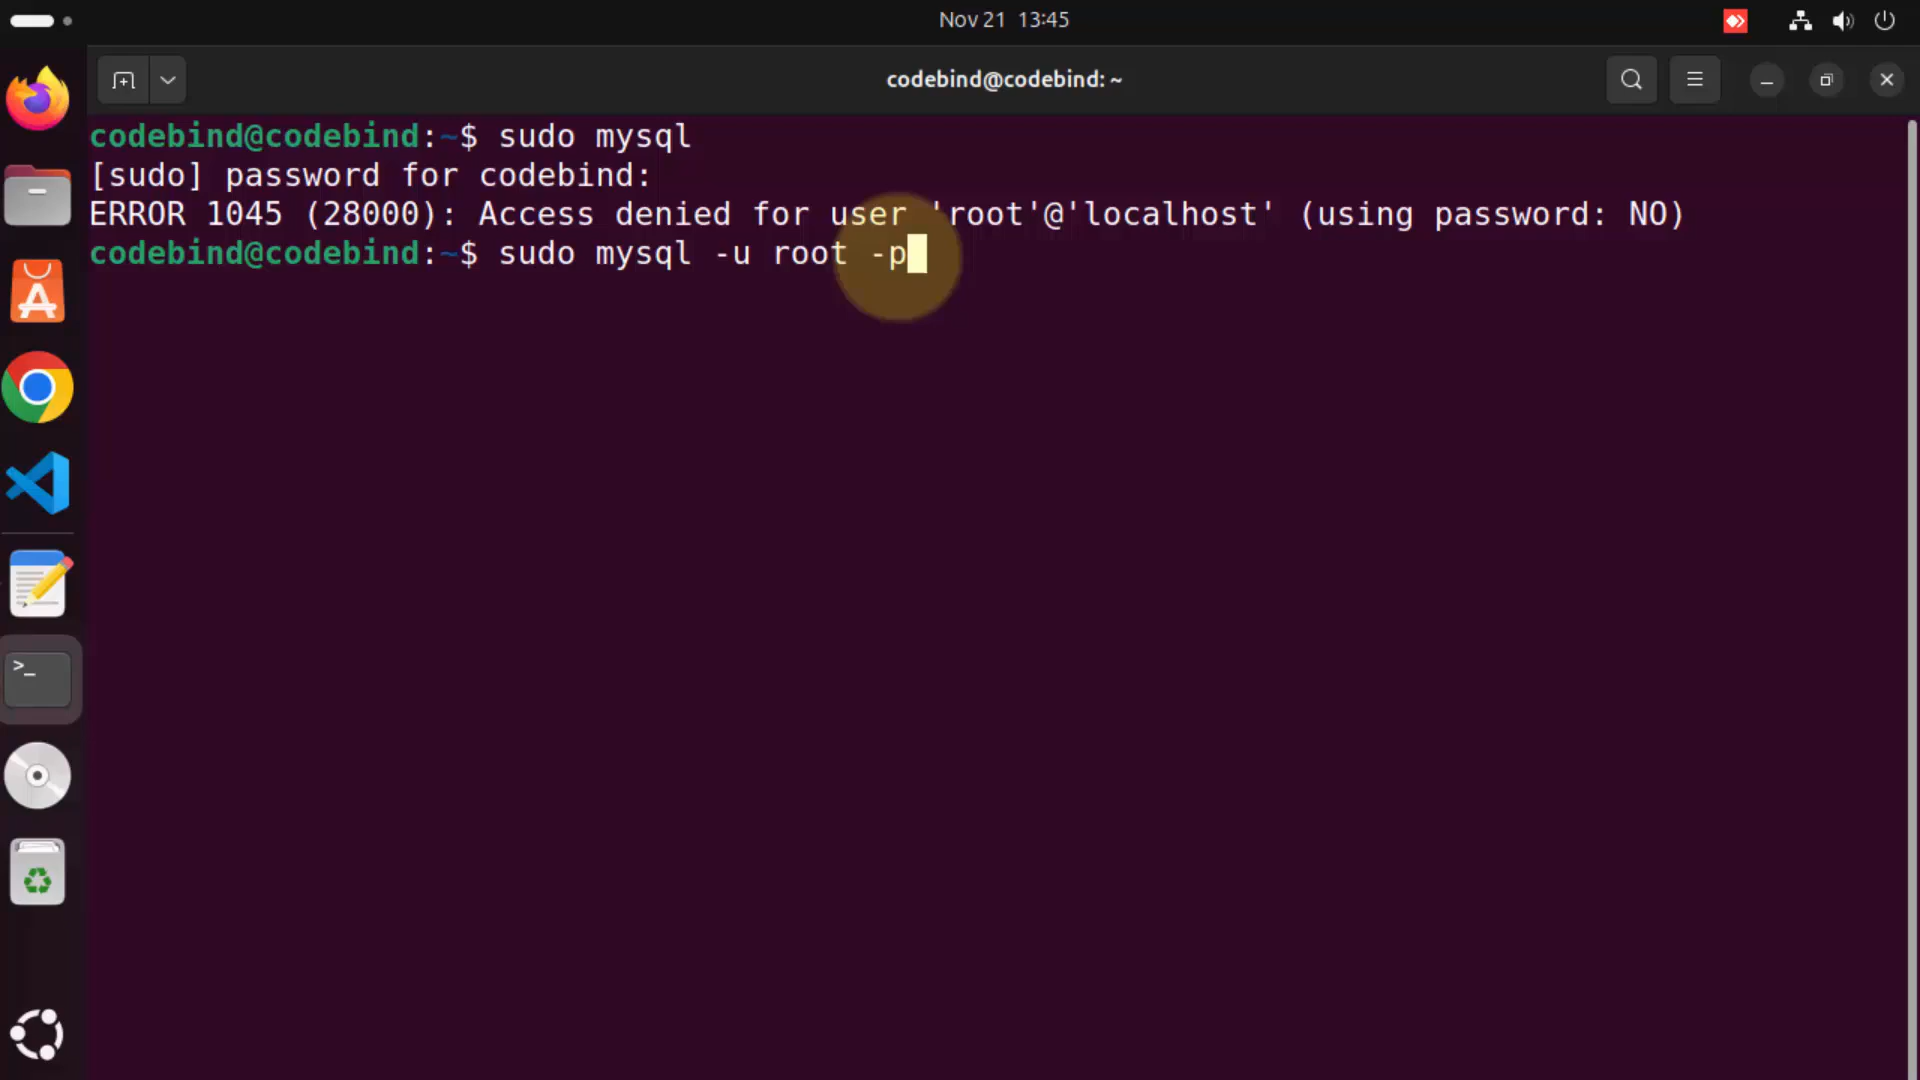 Nov 21 13:45
codebind@codebind: ~
codebind@codebind:~$ sudo mysql
[sudo] password for codebind:
ERROR 1045 (28000): Access denied for user 'root'@'localhost' (using password: NO)
codebind@codebind:~$ sudo mysql -u root -p
>_